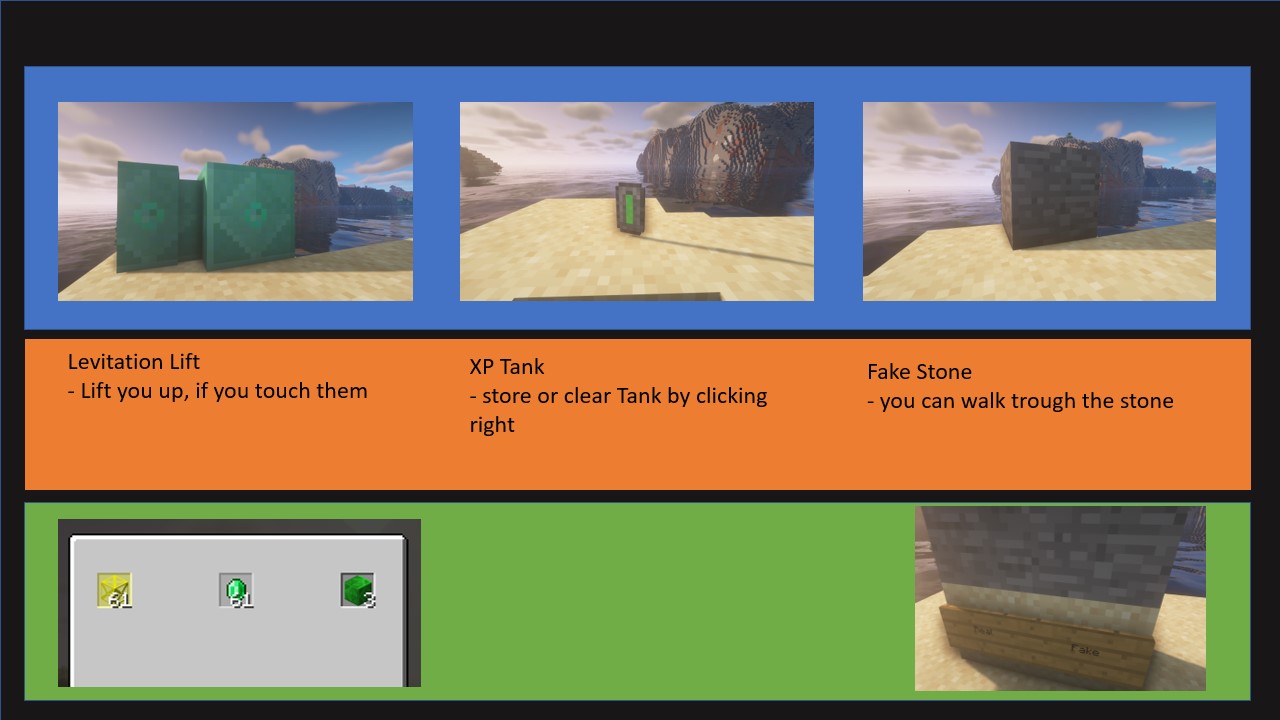 Levitation Lift
- Lift you up, if you touch them
XP Tank
- store or clear Tank by clicking
right
Fake Stone
- you can walk trough the stone
61
61
3
Fake